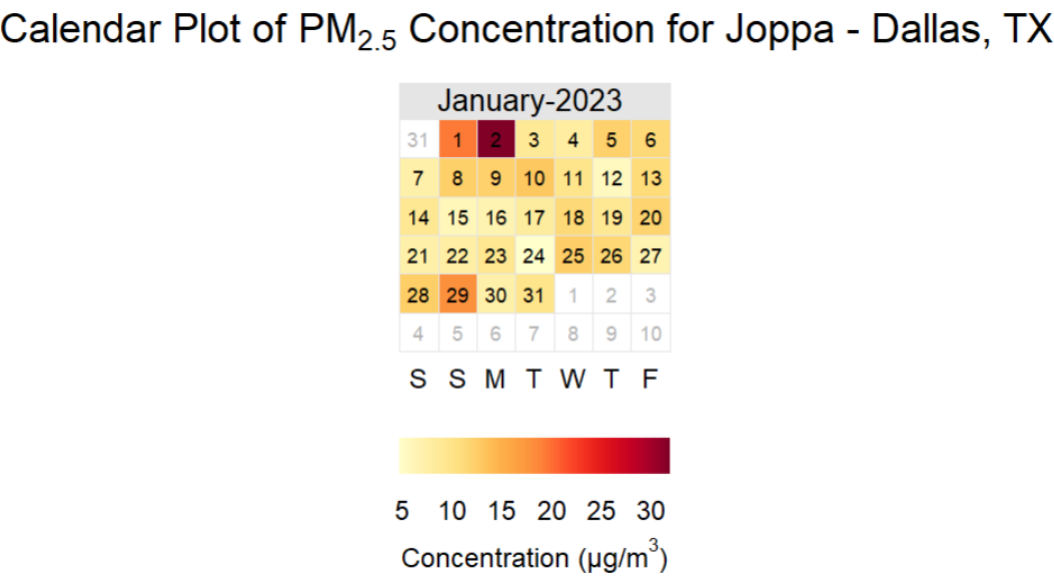 Calendar Plot of PM2.5 Concentration for Joppa - Dallas, TX
January-2023
31 1 2 3 4 5 6
7 8 9 10 11 12 13
14 15 16 17 18 19 20
21 22 23 24 25 26 27
28 29 30 31 1 2 3
4 5 6 7 8 9 10
S S M T W T F
5 10 15 20 25 30
Concentration (µg/m³)